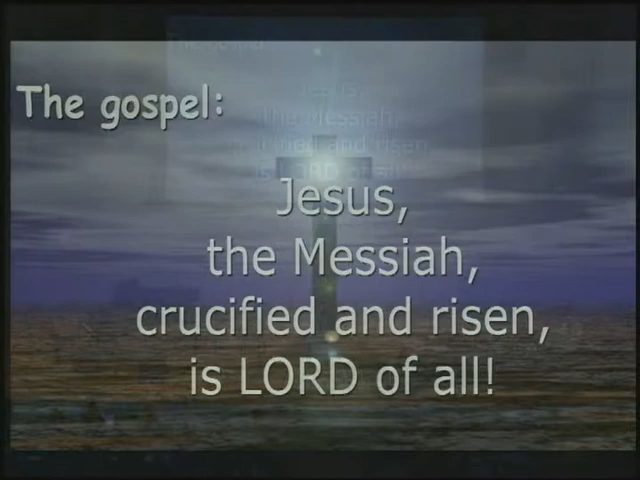 The gospel:
Jesus,
the Messiah,
crucified and risen,
is LORD of all!